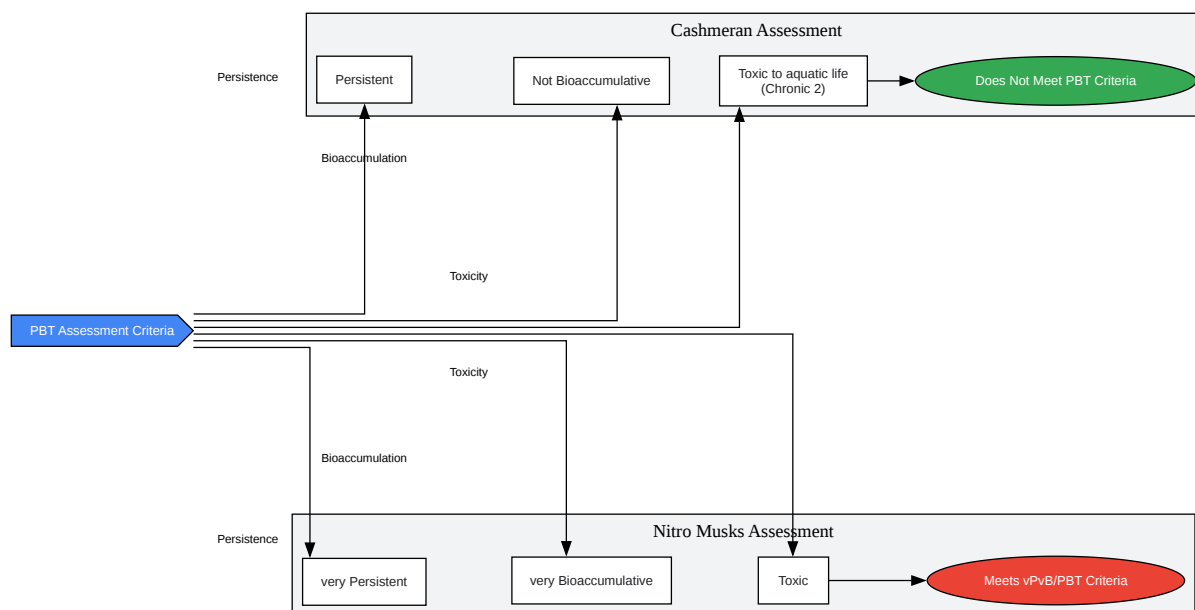 Cashmeran Assessment
Persistence
Persistent
Not Bioaccumulative
Toxic to aquatic life
(Chronic 2)
Does Not Meet PBT Criteria
Bioaccumulation
Toxicity
PBT Assessment Criteria
Toxicity
Bioaccumulation
Persistence
Nitro Musks Assessment
very Persistent
very Bioaccumulative
Toxic
Meets vPvB/PBT Criteria